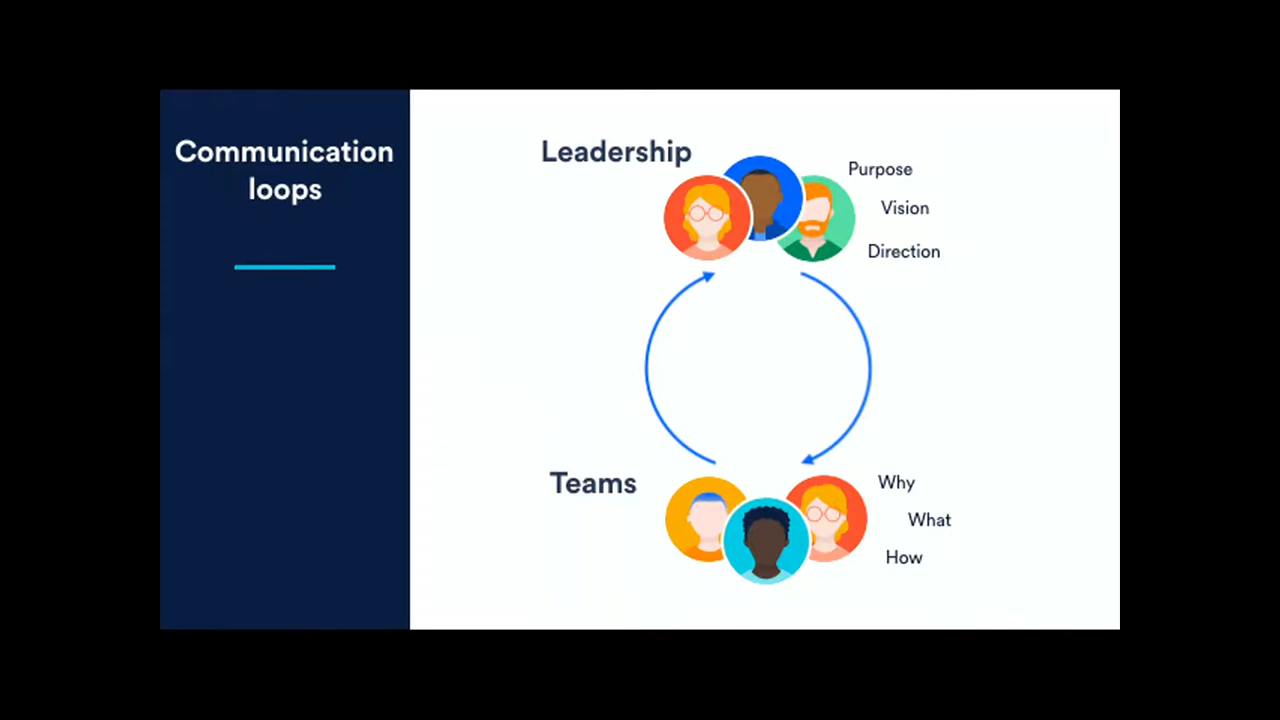 Communication
loops
Leadership
Purpose
Vision
Direction
Teams
Why
What
How